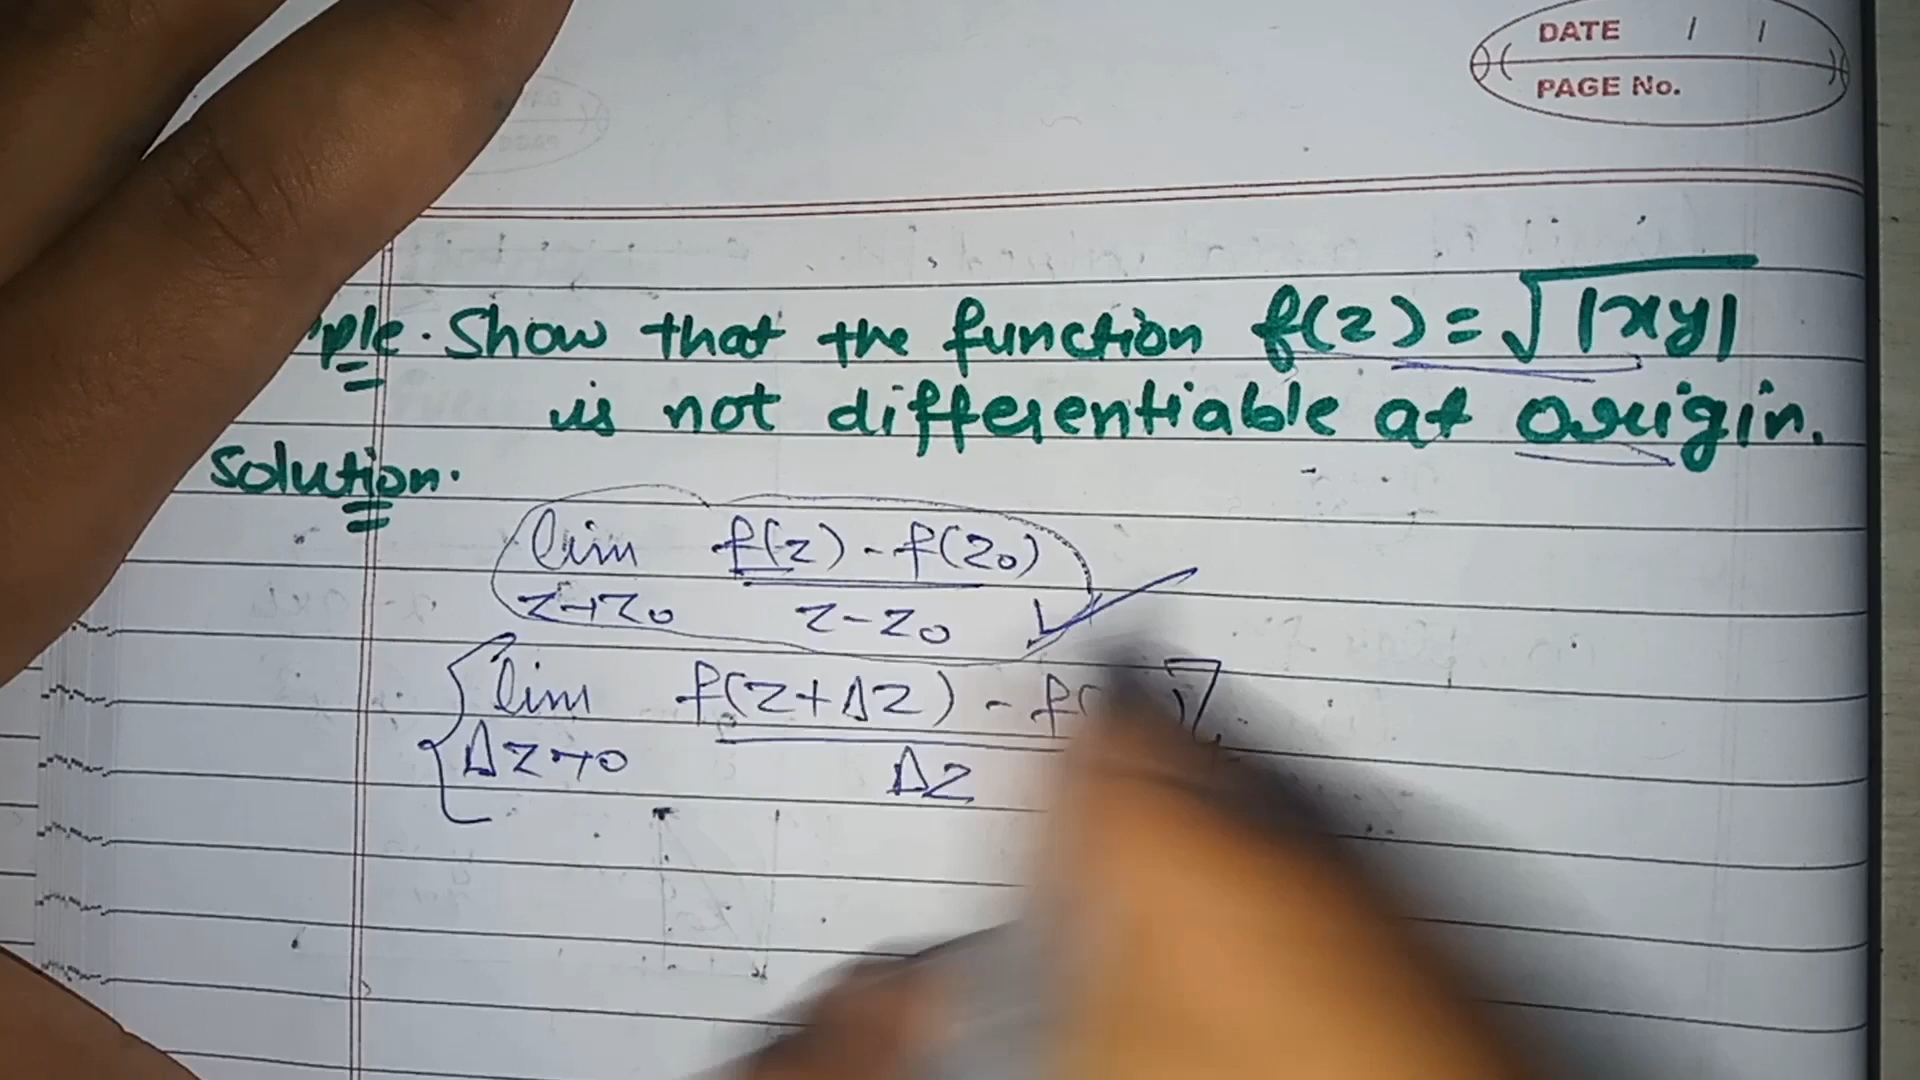 DATE / /
PAGE No.
Show that the function f(z) = √|xy|
is not differentiable at origin.
Solution.
lim f(z) - f(z₀)
z→z₀ z-z₀
lim f(z+Δz) - f(
Δz→0 Δz